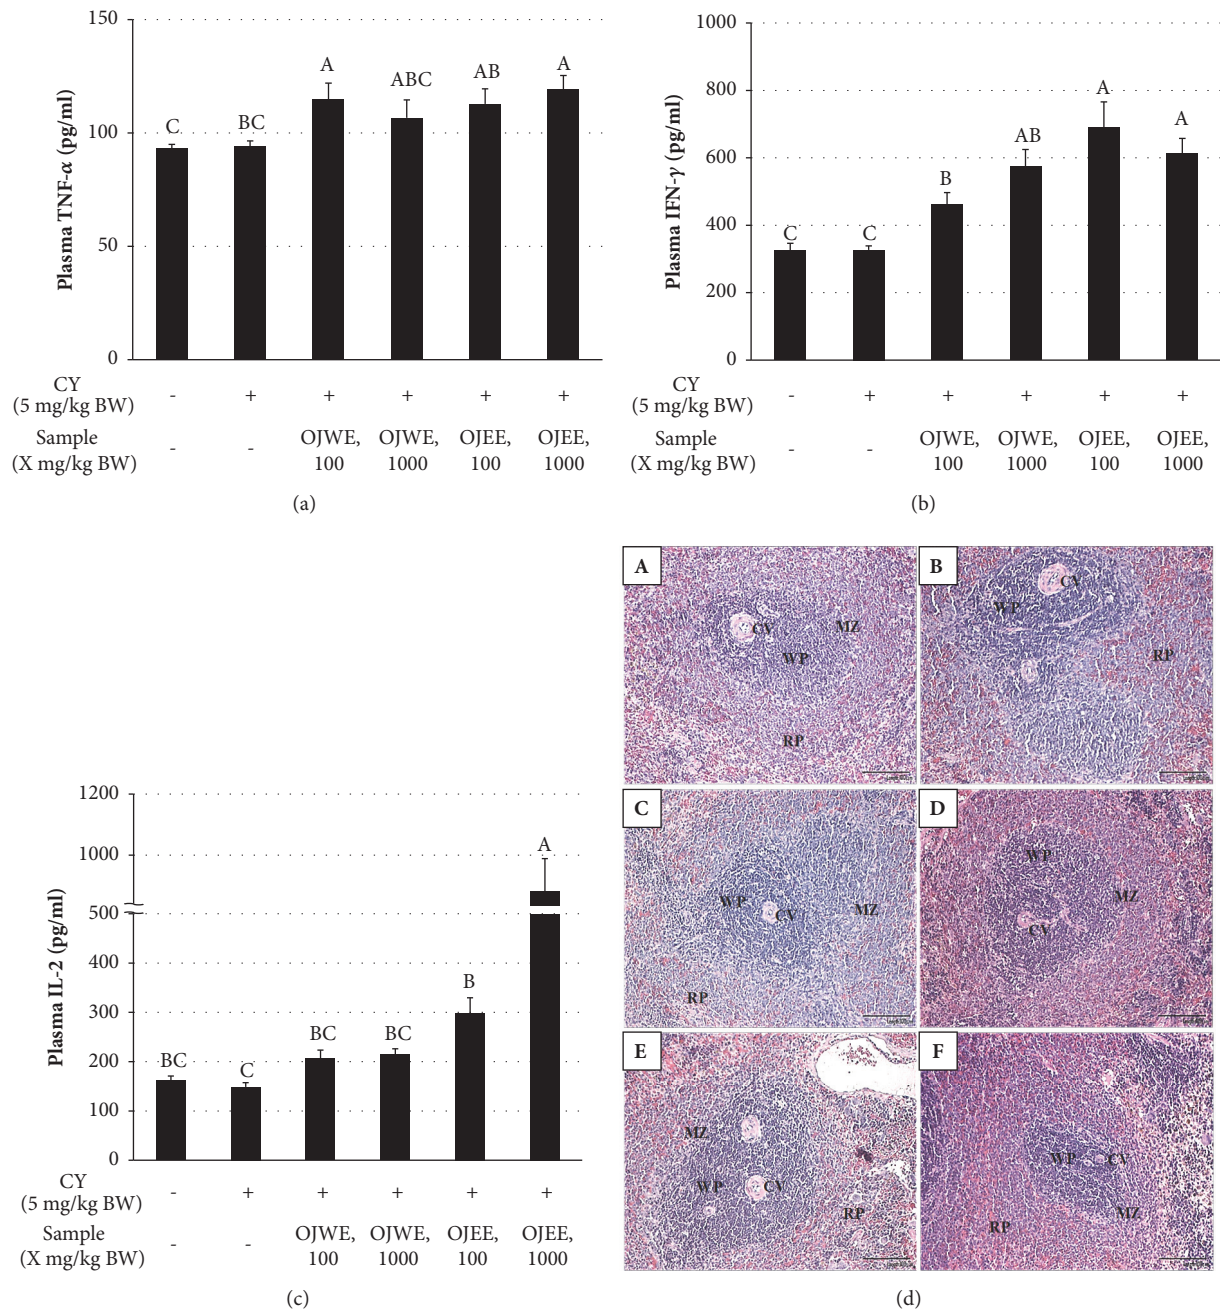 150
100
50
0
Plasma TNF-α (pg/ml)
C
BC
A
ABC
AB
A
CY
(5 mg/kg BW)
- + + + + +
Sample
(X mg/kg BW)
- - OJWE, 100 OJWE, 1000 OJEE, 100 OJEE, 1000
(a)
1000
800
600
400
200
0
Plasma IFN-γ (pg/ml)
C
C
B
AB
A
A
CY
(5 mg/kg BW)
- + + + + +
Sample
(X mg/kg BW)
- - OJWE, 100 OJWE, 1000 OJEE, 100 OJEE, 1000
(b)
1200
1000
500
400
300
200
100
0
Plasma IL-2 (pg/ml)
BC
C
BC
BC
B
A
CY
(5 mg/kg BW)
- + + + + +
Sample
(X mg/kg BW)
- - OJWE, 100 OJWE, 1000 OJEE, 100 OJEE, 1000
(c)
A
CV
MZ
WP
RP
B
CV
WP
RP
C
WP
CV
MZ
RP
D
WP
MZ
CV
E
MZ
WP
CV
RP
F
WP
CV
RP
MZ
(d)